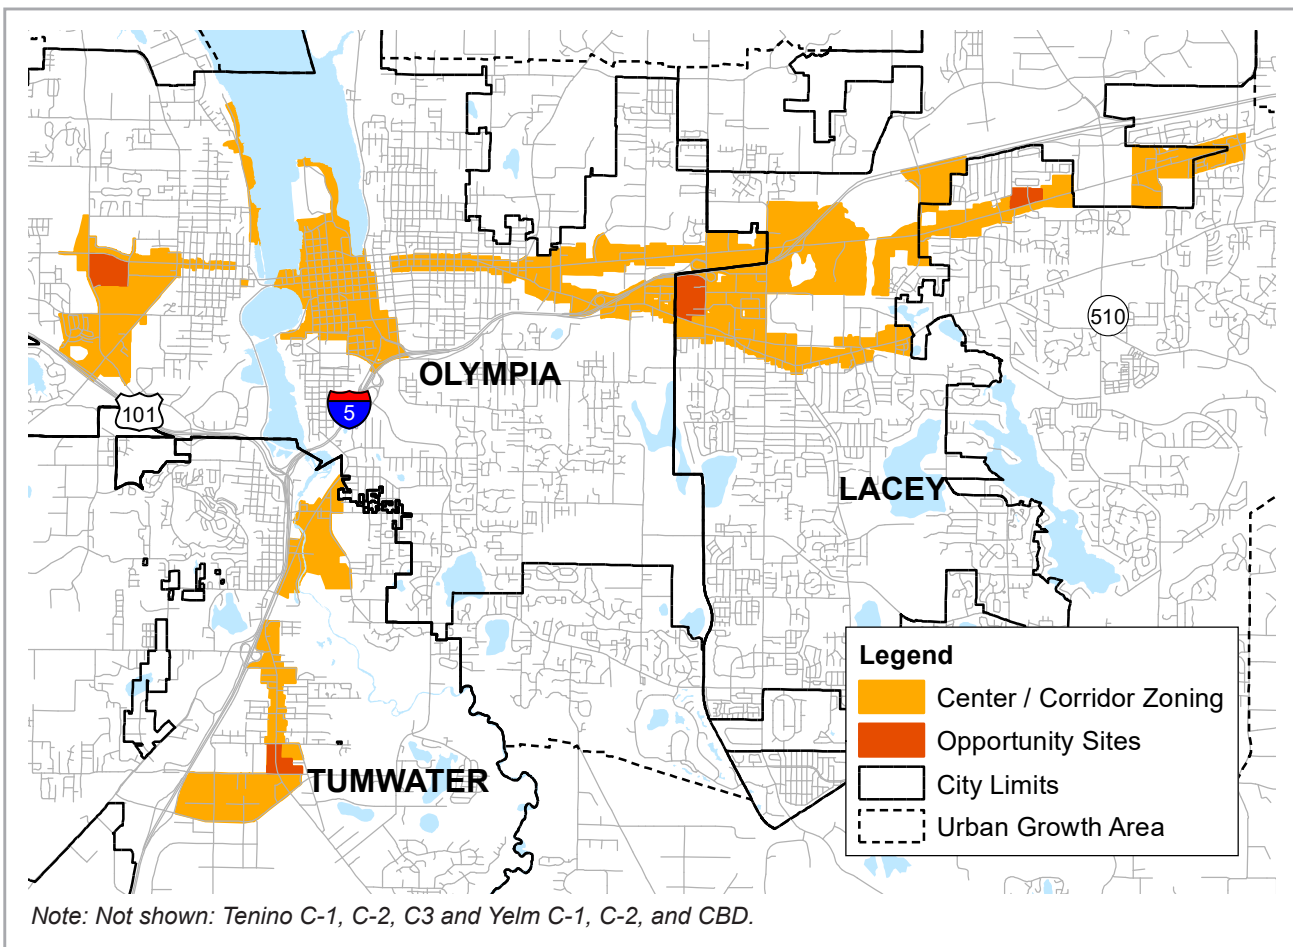 510
OLYMPIA
101
5
LACEY
TUMWATER
Legend
Center / Corridor Zoning
Opportunity Sites
City Limits
Urban Growth Area
Note: Not shown: Tenino C-1, C-2, C3 and Yelm C-1, C-2, and CBD.